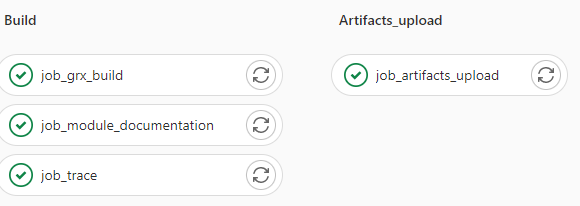 Build
job_grx_build
job_module_documentation
job_trace
Artifacts_upload
job_artifacts_upload